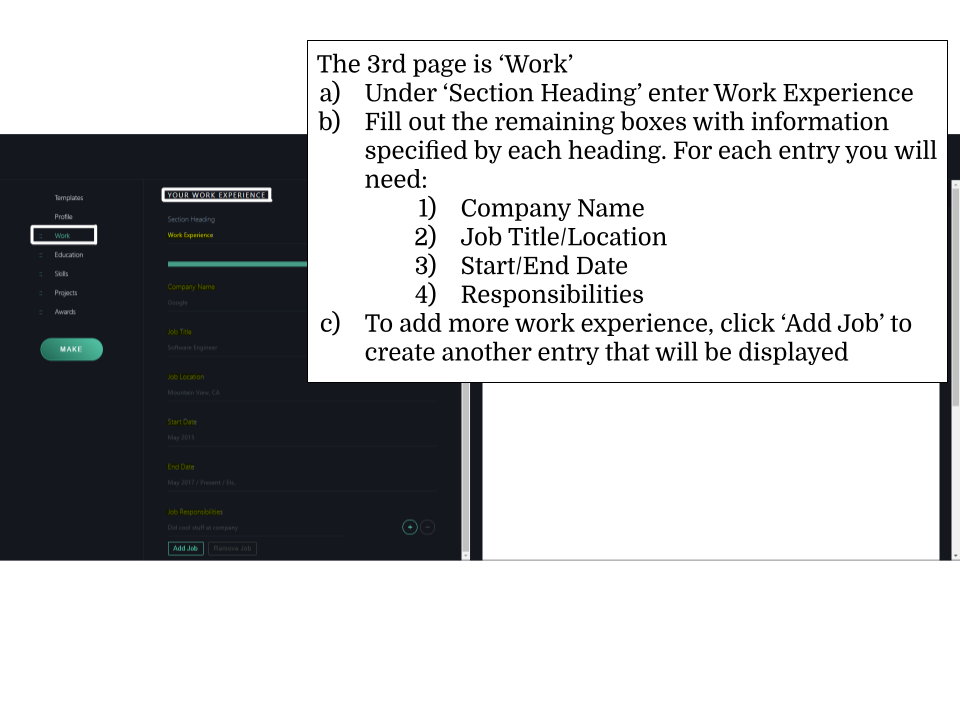 The 3rd page is ‘Work’
a) Under ‘Section Heading’ enter Work Experience
b) Fill out the remaining boxes with information
specified by each heading. For each entry you will
need:
1) Company Name
2) Job Title/Location
3) Start/End Date
4) Responsibilities
c) To add more work experience, click ‘Add Job’ to
create another entry that will be displayed
Templates
Profile
:: Work
:: Education
:: Skills
:: Projects
:: Awards
MAKE
YOUR WORK EXPERIENCE
Section Heading
Work Experience
Company Name
Google
Job Title
Software Engineer
Job Location
Mountain View, CA
Start Date
May 2015
End Date
May 2017 / Present / Etc
Job Responsibilities
Did cool stuff at company
+ −
Add Job Remove Job